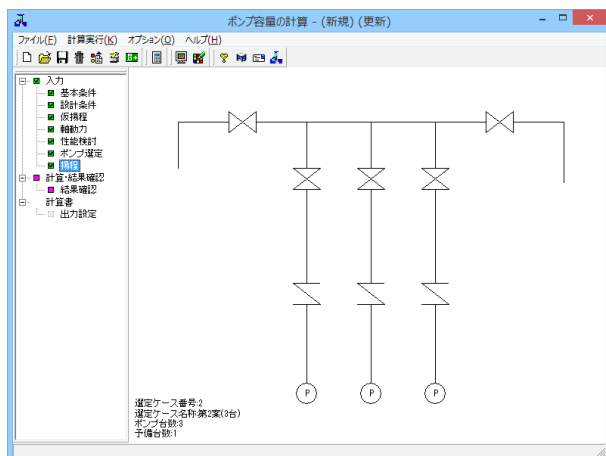 ポンプ容量の計算 - (新規) (更新)
ファイル(F) 計算実行(K) オプション(O) ヘルプ(H)
入力
基本条件
設計条件
仮揚程
軸動力
性能検討
ポンプ選定
揚程
計算・結果確認
結果確認
計算書
出力設定
P P P
選定ケース番号:2
選定ケース名称:第2案(3台)
ポンプ台数:3
予備台数:1